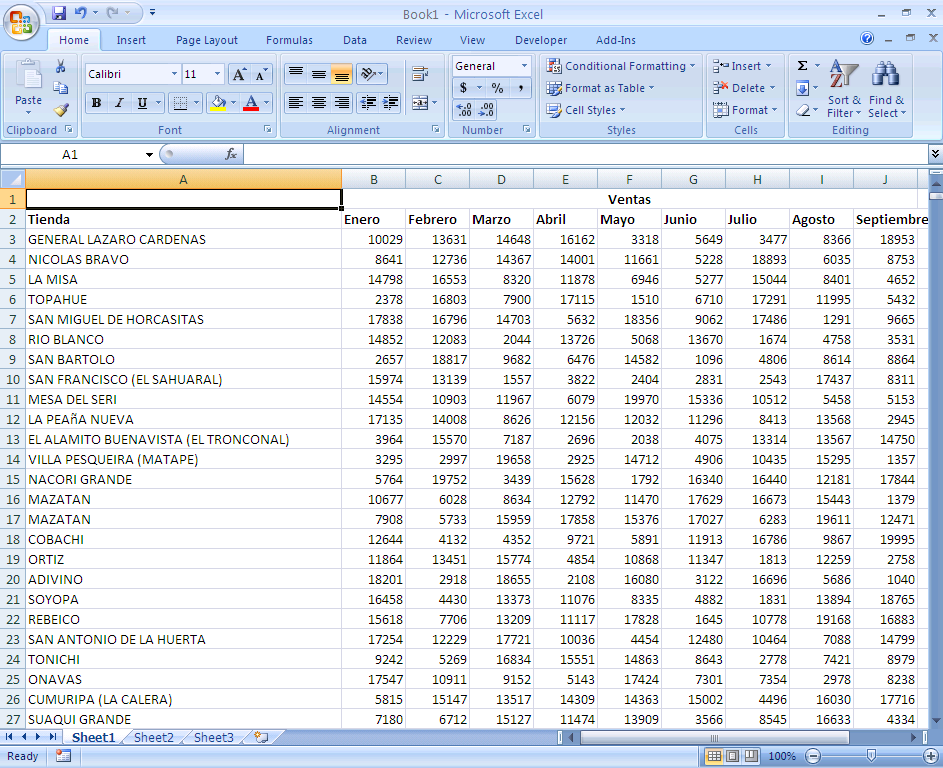 Book1 - Microsoft Excel
Home Insert Page Layout Formulas Data Review View Developer Add-Ins
Calibri 11 General Conditional Formatting Insert Σ
Paste Format as Table Delete Sort & Find &
B I U $ % , Cell Styles Format Filter Select
Clipboard Font Alignment Number Styles Cells Editing
A1 fx
A B C D E F G H I J
1 Ventas
2 Tienda Enero Febrero Marzo Abril Mayo Junio Julio Agosto Septiembre
3 GENERAL LAZARO CARDENAS 10029 13631 14648 16162 3318 5649 3477 8366 18953
4 NICOLAS BRAVO 8641 12736 14367 14001 11661 5228 18893 6035 8753
5 LA MISA 14798 16553 8320 11878 6946 5277 15044 8401 4652
6 TOPAHUE 2378 16803 7900 17115 1510 6710 17291 11995 5432
7 SAN MIGUEL DE HORCASITAS 17838 16796 14703 5632 18356 9062 17486 1291 9665
8 RIO BLANCO 14852 12083 2044 13726 5068 13670 1674 4758 3531
9 SAN BARTOLO 2657 18817 9682 6476 14582 1096 4806 8614 8864
10 SAN FRANCISCO (EL SAHUARAL) 15974 13139 1557 3822 2404 2831 2543 17437 8311
11 MESA DEL SERI 14554 10903 11967 6079 19970 15336 10512 5458 5153
12 LA PEAñA NUEVA 17135 14008 8626 12156 12032 11296 8413 13568 2945
13 EL ALAMITO BUENAVISTA (EL TRONCONAL) 3964 15570 7187 2696 2038 4075 13314 13567 14750
14 VILLA PESQUEIRA (MATAPE) 3295 2997 19658 2925 14712 4906 10435 15295 1357
15 NACORI GRANDE 5764 19752 3439 15628 1792 16340 16440 12181 17844
16 MAZATAN 10677 6028 8634 12792 11470 17629 16673 15443 1379
17 MAZATAN 7908 5733 15959 17858 15376 17027 6283 19611 12471
18 COBACHI 12644 4132 4352 9721 5891 11913 16786 9867 19995
19 ORTIZ 11864 13451 15774 4854 10868 11347 1813 12259 2758
20 ADIVINO 18201 2918 18655 2108 16080 3122 16696 5686 1040
21 SOYOPA 16458 4430 13373 11076 8335 4882 1831 13894 18765
22 REBEICO 15618 7706 13209 11117 17828 1645 10778 19168 16883
23 SAN ANTONIO DE LA HUERTA 17254 12229 17721 10036 4454 12480 10464 7088 14799
24 TONICHI 9242 5269 16834 15551 14863 8643 2778 7421 8979
25 ONAVAS 17547 10911 9152 5143 17424 7301 7354 2978 8238
26 CUMURIPA (LA CALERA) 5815 15147 13517 14309 14363 15002 4496 16030 17716
27 SUAQUI GRANDE 7180 6712 15127 11474 13909 3566 8545 16633 4334
Sheet1 Sheet2 Sheet3
Ready 100%